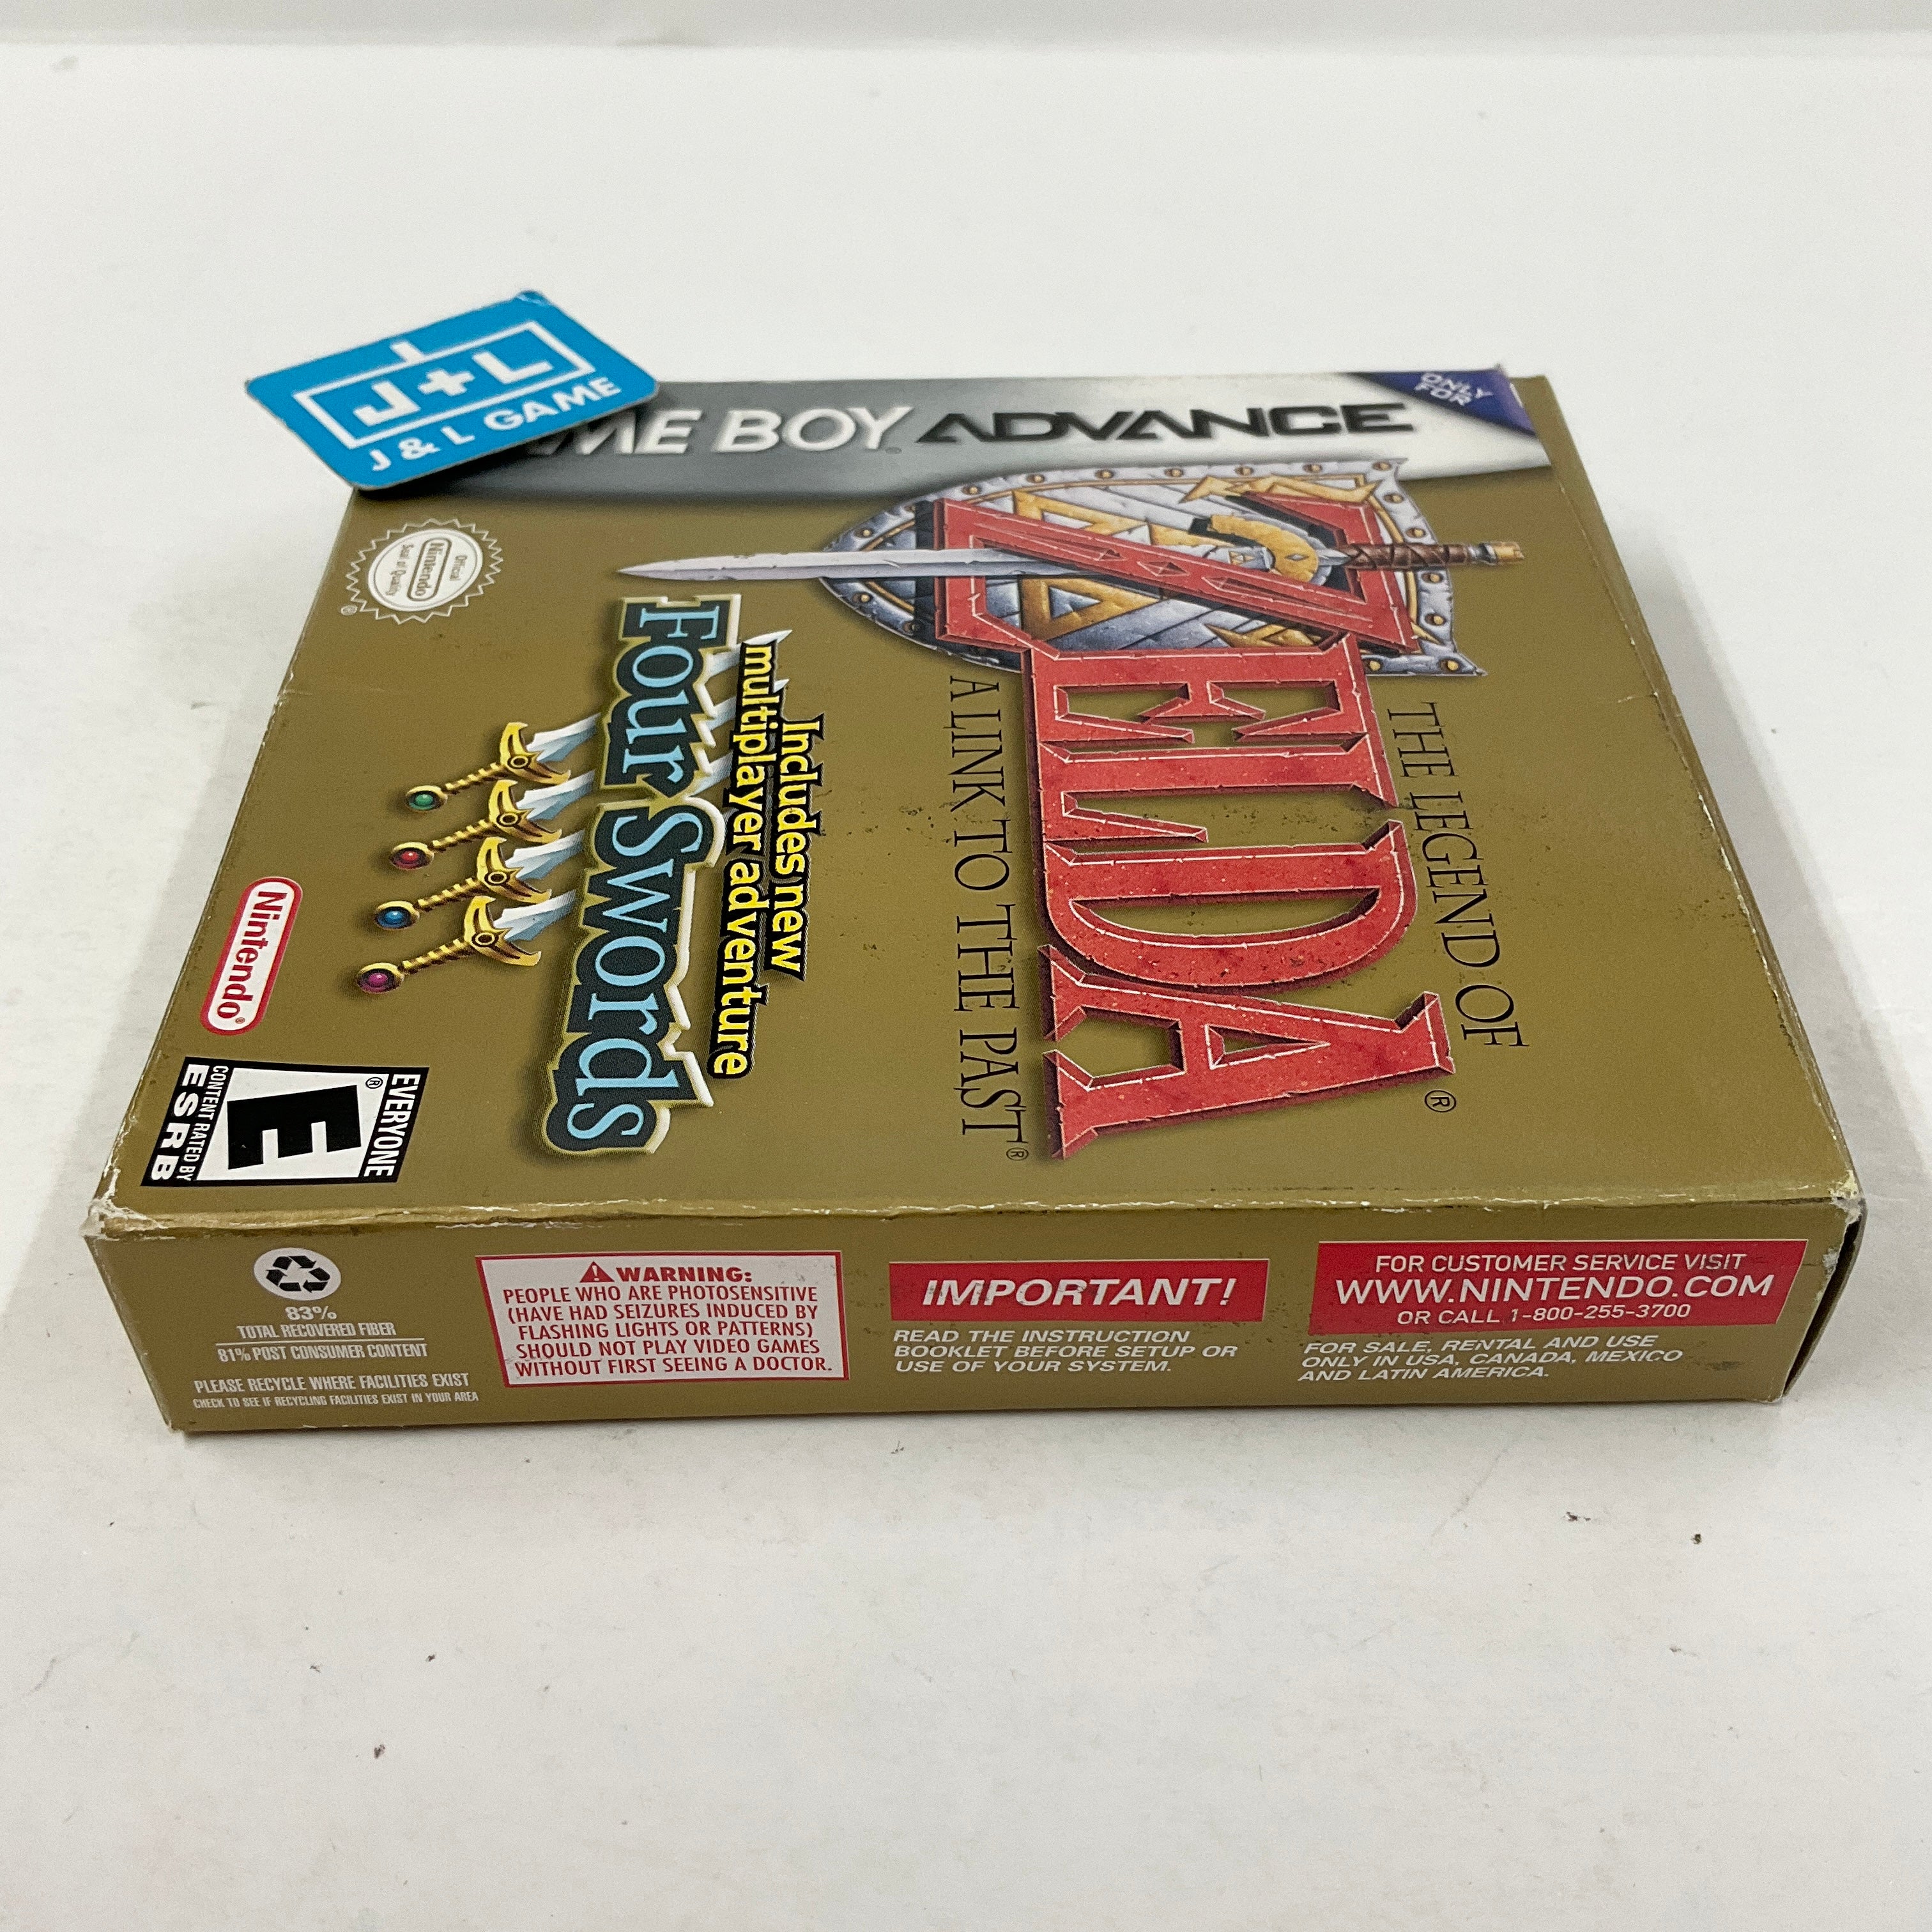 J+L
J & L GAME
ME BOY ADVANCE
ONLY
FOR
THE LEGEND OF
ZELDA®
A LINK TO THE PAST®
Includes new
multiplayer adventure
Four Swords
Official
Nintendo
Seal of Quality
®
Nintendo®
EVERYONE
E®
CONTENT RATED BY
ESRB
83%
TOTAL RECOVERED FIBER
81% POST CONSUMER CONTENT
PLEASE RECYCLE WHERE FACILITIES EXIST
CHECK TO SEE IF RECYCLING FACILITIES EXIST IN YOUR AREA
WARNING:
PEOPLE WHO ARE PHOTOSENSITIVE
(HAVE HAD SEIZURES INDUCED BY
FLASHING LIGHTS OR PATTERNS)
SHOULD NOT PLAY VIDEO GAMES
WITHOUT FIRST SEEING A DOCTOR.
IMPORTANT!
READ THE INSTRUCTION
BOOKLET BEFORE SETUP OR
USE OF YOUR SYSTEM.
FOR CUSTOMER SERVICE VISIT
WWW.NINTENDO.COM
OR CALL 1-800-255-3700
FOR SALE, RENTAL AND USE
ONLY IN USA, CANADA, MEXICO
AND LATIN AMERICA.